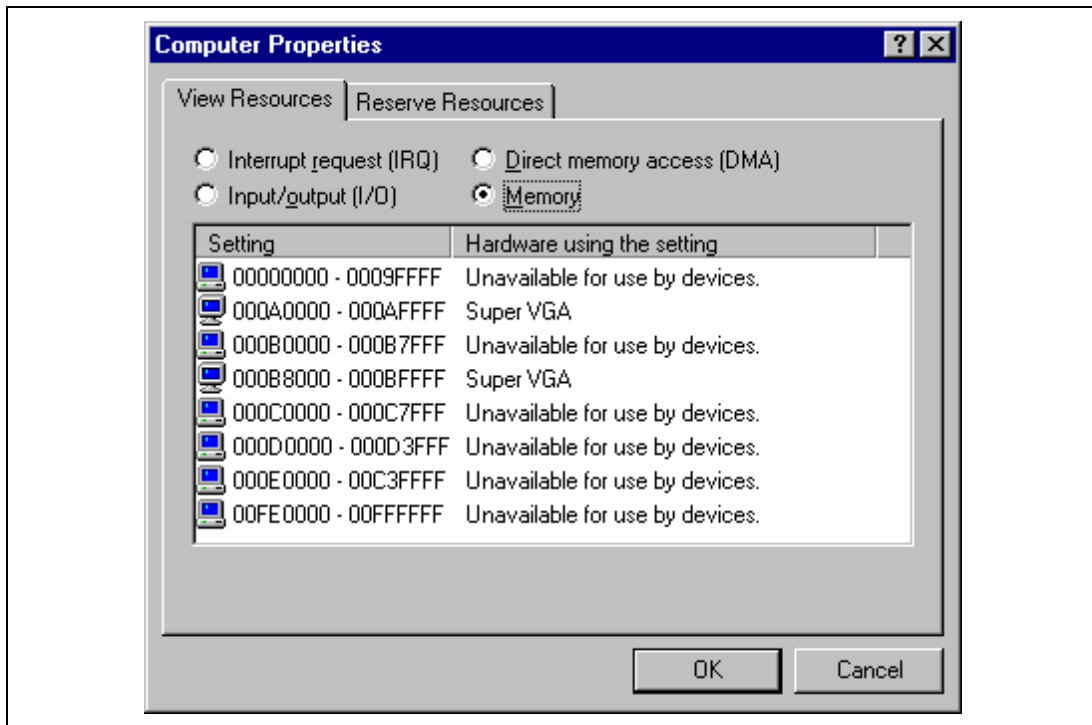 Computer Properties
View Resources Reserve Resources
Interrupt request (IRQ) Direct memory access (DMA)
Input/output (I/O) Memory
Setting Hardware using the setting
00000000 - 0009FFFF Unavailable for use by devices.
000A0000 - 000AFFFF Super VGA
000B0000 - 000B7FFF Unavailable for use by devices.
000B8000 - 000BFFFF Super VGA
000C0000 - 000C7FFF Unavailable for use by devices.
000D0000 - 000D3FFF Unavailable for use by devices.
000E0000 - 00C3FFFF Unavailable for use by devices.
00FE0000 - 00FFFFFF Unavailable for use by devices.
OK Cancel